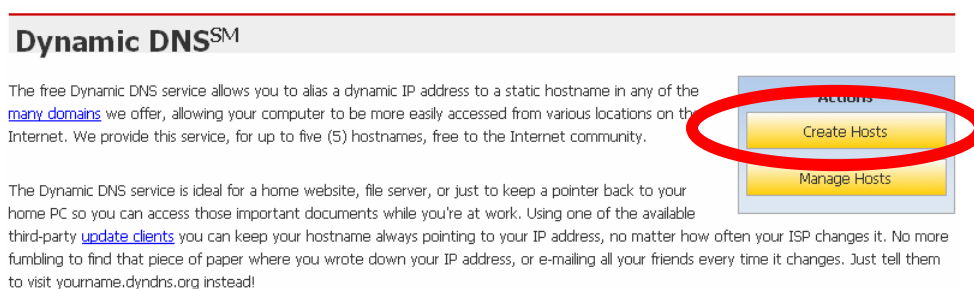 Dynamic DNS℠
The free Dynamic DNS service allows you to alias a dynamic IP address to a static hostname in any of the
many domains we offer, allowing your computer to be more easily accessed from various locations on the
Internet. We provide this service, for up to five (5) hostnames, free to the Internet community.
Actions
Create Hosts
Manage Hosts
The Dynamic DNS service is ideal for a home website, file server, or just to keep a pointer back to your
home PC so you can access those important documents while you're at work. Using one of the available
third-party update clients you can keep your hostname always pointing to your IP address, no matter how often your ISP changes it. No more
fumbling to find that piece of paper where you wrote down your IP address, or e-mailing all your friends every time it changes. Just tell them
to visit yourname.dyndns.org instead!